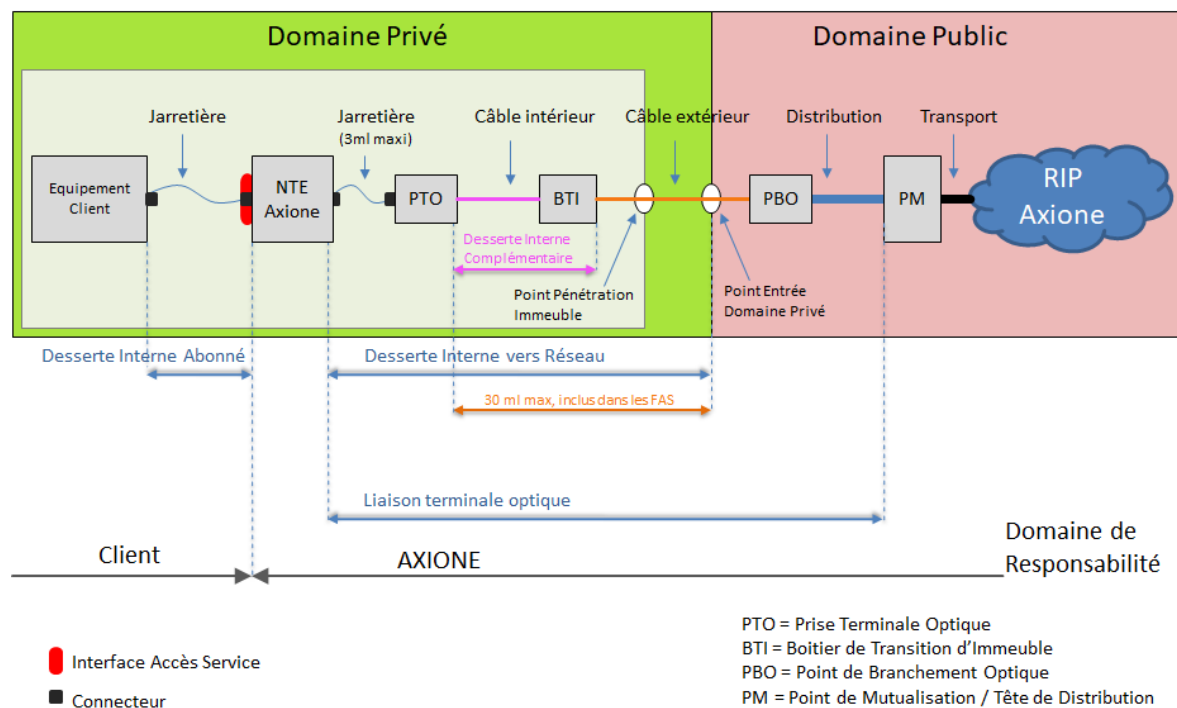 Domaine Privé
Domaine Public
Jarretière
Jarretière
(3ml maxi)
Câble intérieur
Câble extérieur
Distribution
Transport
Equipement
Client
NTE
Axione
PTO
BTI
PBO
PM
RIP
Axione
Desserte Interne
Complémentaire
Point Pénétration
Immeuble
Point Entrée
Domaine Privé
Desserte Interne Abonné
Desserte Interne vers Réseau
30 ml max, inclus dans les FAS
Liaison terminale optique
Client
AXIONE
Domaine de
Responsabilité
Interface Accès Service
Connecteur
PTO = Prise Terminale Optique
BTI = Boitier de Transition d’Immeuble
PBO = Point de Branchement Optique
PM = Point de Mutualisation / Tête de Distribution